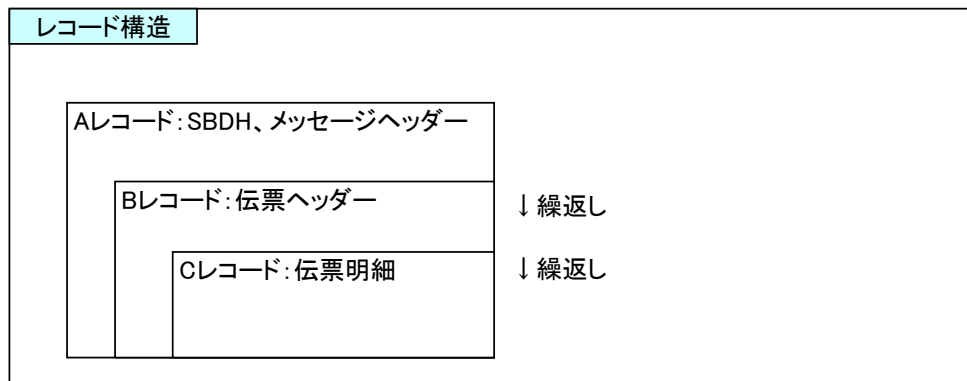 レコード構造
Aレコード：SBDH、メッセージヘッダー
Bレコード：伝票ヘッダー
↓繰返し
Cレコード：伝票明細
↓繰返し